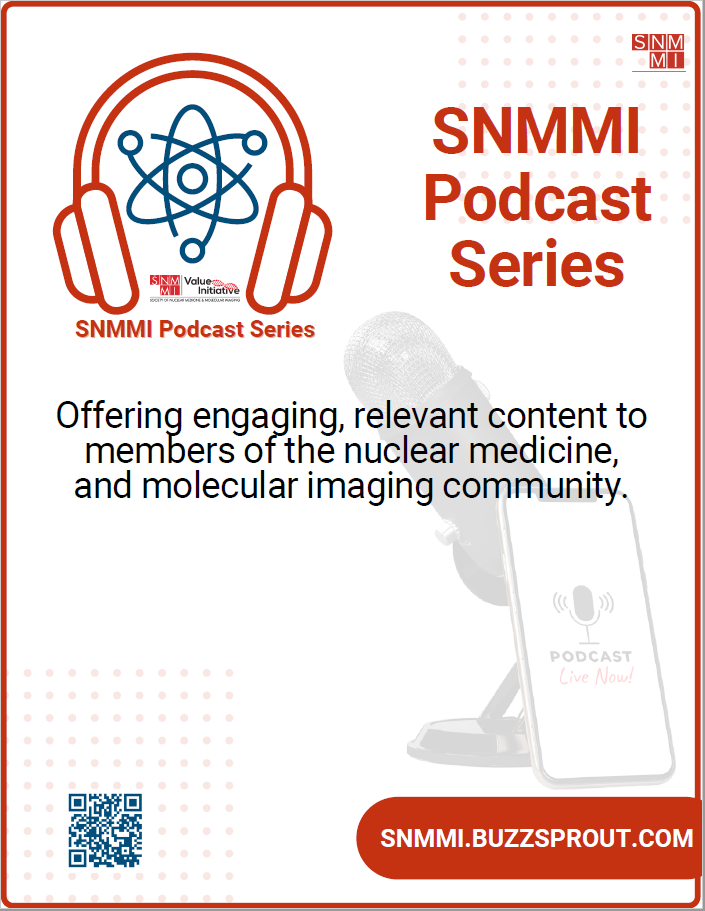 SNM
MI
SNMMI
Podcast
Series
SNM
MI
Value
Initiative
SOCIETY OF NUCLEAR MEDICINE & MOLECULAR IMAGING
SNMMI Podcast Series
Offering engaging, relevant content to
members of the nuclear medicine,
and molecular imaging community.
PODCAST
Live Now!
SNMMI.BUZZSPROUT.COM